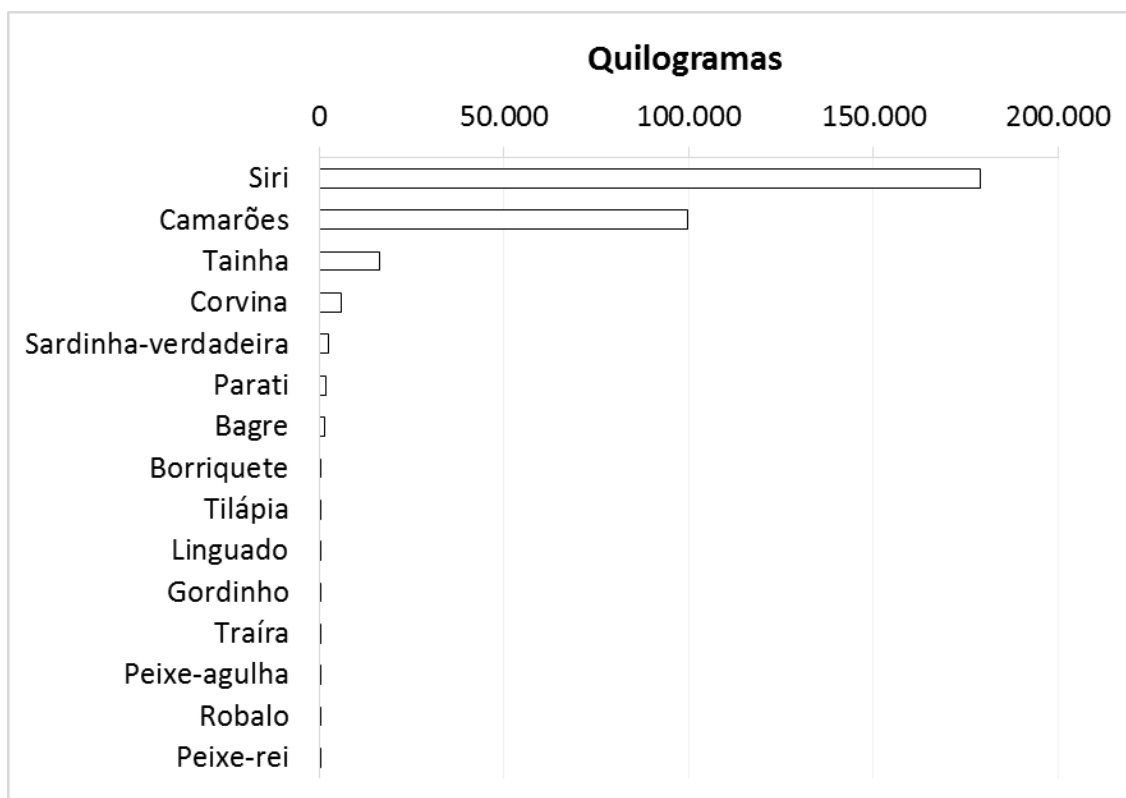 Quilogramas
0 50.000 100.000 150.000 200.000
Siri
Camarões
Tainha
Corvina
Sardinha-verdadeira
Parati
Bagre
Borriquete
Tilápia
Linguado
Gordinho
Traíra
Peixe-agulha
Robalo
Peixe-rei